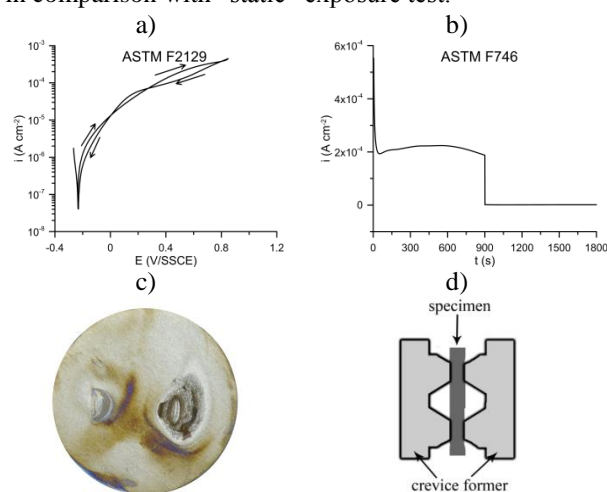 in comparison with "static" exposure test.
a)
b)
10⁻³
10⁻⁴
10⁻⁵
10⁻⁶
10⁻⁷
10⁻⁸
i (A cm⁻²)
ASTM F2129
-0.4
0
0.4
0.8
1.2
E (V/SSCE)
6x10⁻⁴
4x10⁻⁴
2x10⁻⁴
0
i (A cm⁻²)
ASTM F746
0
300
600
900
1200
1500
1800
t (s)
c)
d)
specimen
crevice former